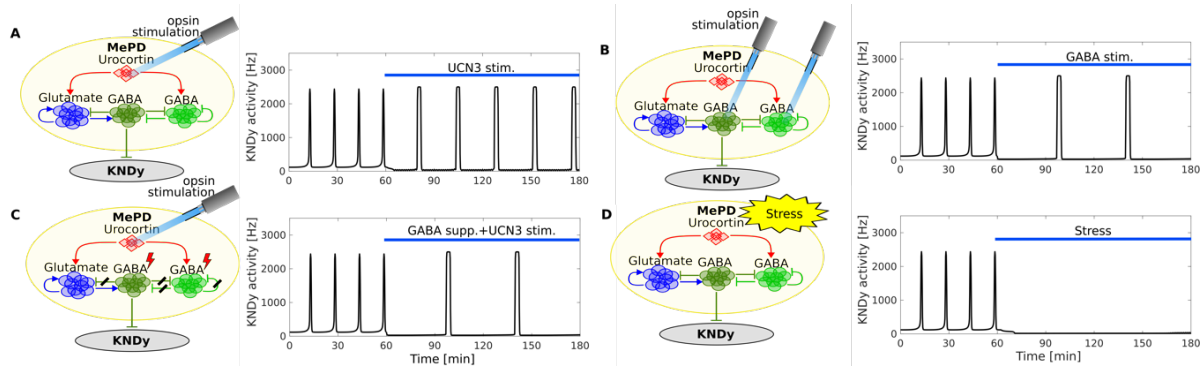 A
opsin
stimulation
MePD
Urocortin
Glutamate
GABA
GABA
KNDy
KNDy activity [Hz]
3000
2000
1000
0
UCN3 stim.
0 30 60 90 120 150 180
B
opsin
stimulation
MePD
Urocortin
Glutamate
GABA
GABA
KNDy
KNDy activity [Hz]
3000
2000
1000
0
GABA stim.
0 30 60 90 120 150 180
C
opsin
stimulation
MePD
Urocortin
Glutamate
GABA
GABA
KNDy
KNDy activity [Hz]
3000
2000
1000
0
GABA supp.+UCN3 stim.
0 30 60 90 120 150 180
Time [min]
D
Stress
MePD
Urocortin
Glutamate
GABA
GABA
KNDy
KNDy activity [Hz]
3000
2000
1000
0
Stress
0 30 60 90 120 150 180
Time [min]